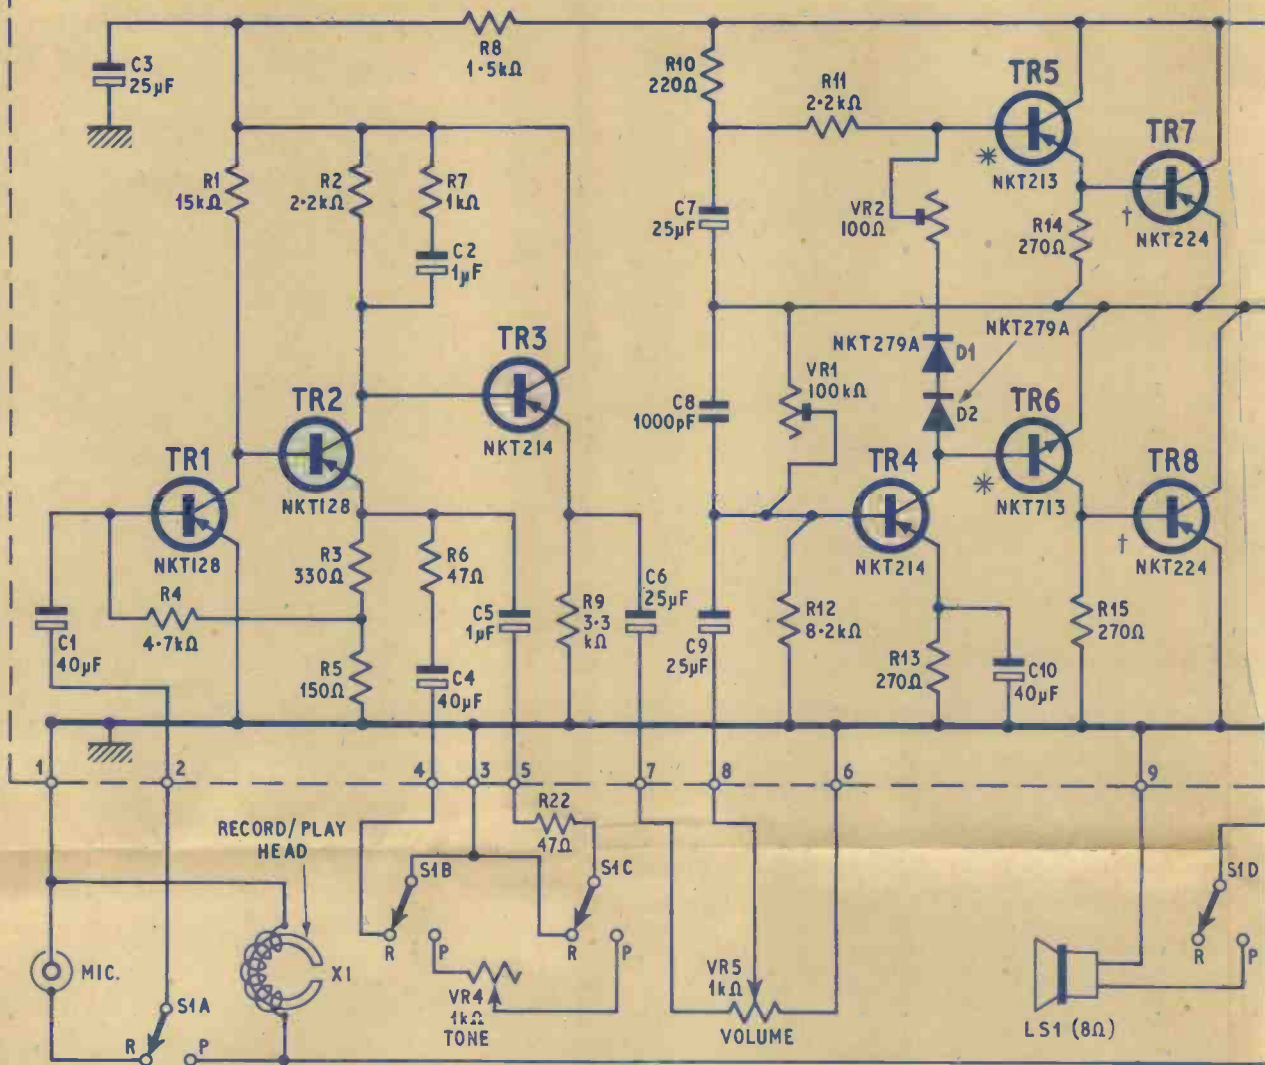 R8
1·5kΩ
C3
25µF
R10
220Ω
R11
2·2kΩ
TR5
NKT213
*
TR7
NKT224
†
R1
15kΩ
R2
2·2kΩ
R7
1kΩ
C2
1µF
C7
25µF
VR2
100Ω
R14
270Ω
TR3
NKT214
VR1
100kΩ
NKT279A
D1
NKT279A
D2
C8
1000pF
TR2
NKT128
TR1
NKT128
TR4
NKT214
TR6
NKT713
*
TR8
NKT224
†
R4
4·7kΩ
C1
40µF
R3
330Ω
R6
47Ω
C5
1µF
R9
3·3
kΩ
C6
25µF
C9
25µF
R12
8·2kΩ
R13
270Ω
C10
40µF
R15
270Ω
R5
150Ω
C4
40µF
1
2
4
3
5
7
8
6
9
RECORD/PLAY
HEAD
R22
47Ω
S1B
S1C
S1D
R
P
R
P
R
P
MIC.
X1
S1A
R
P
VR4
1kΩ
TONE
VR5
1kΩ
VOLUME
LS1 (8Ω)